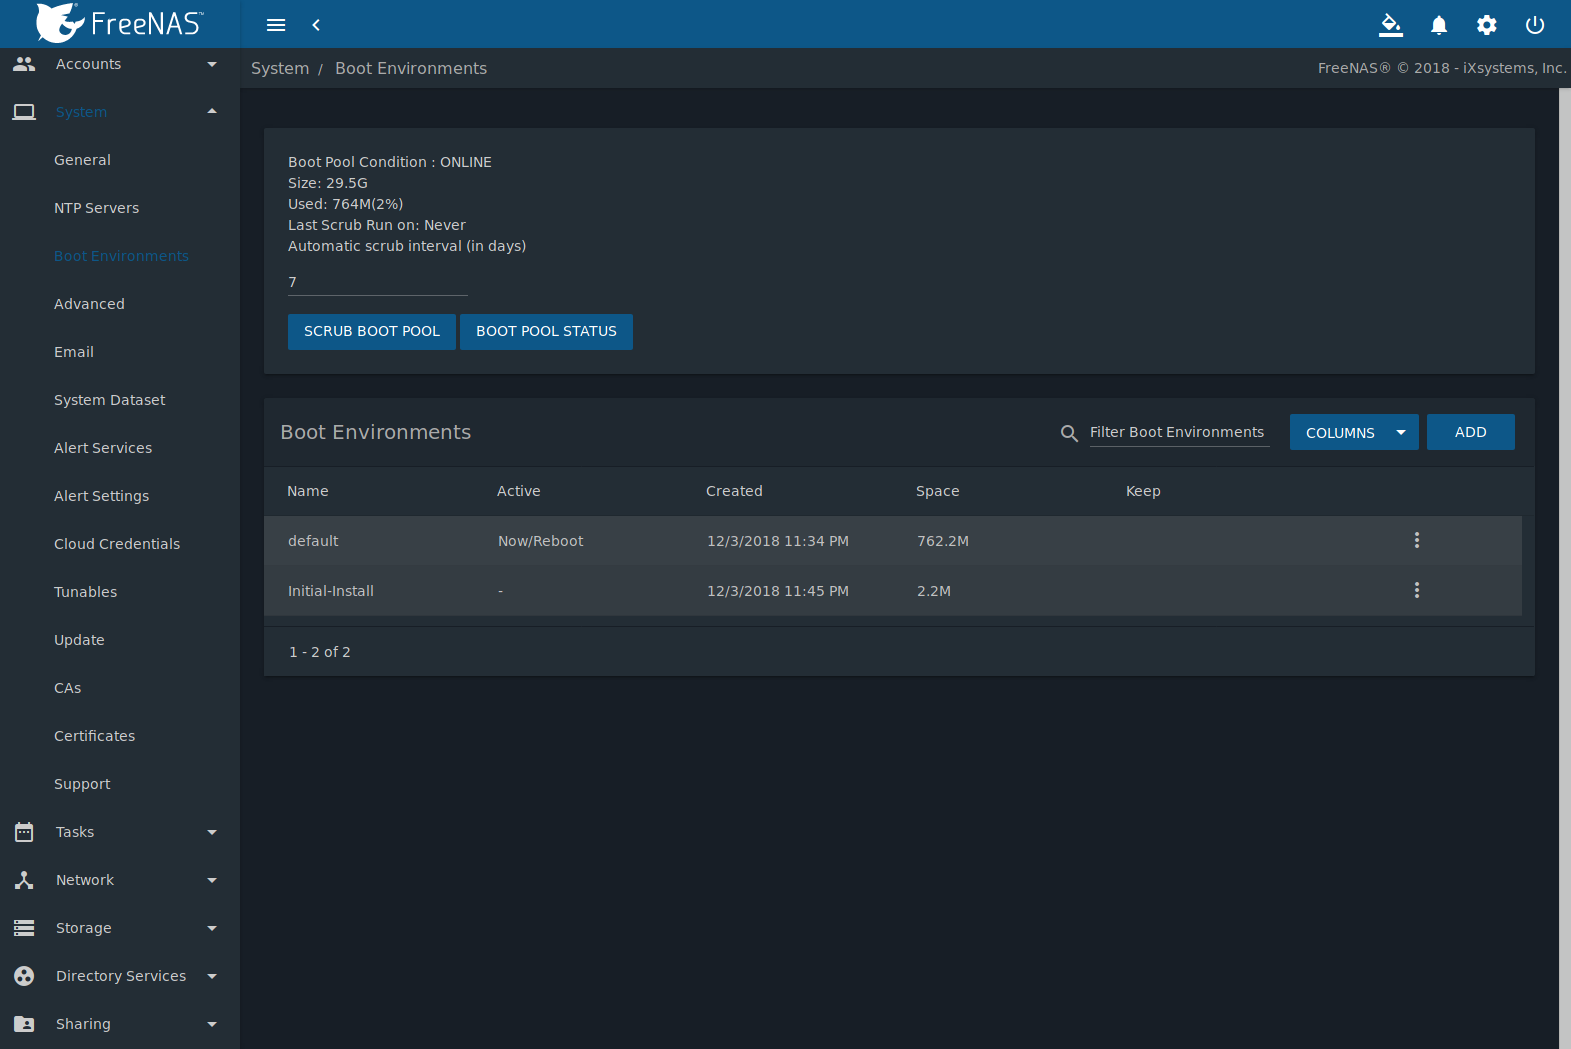 FreeNAS™
System / Boot Environments
FreeNAS® © 2018 - iXsystems, Inc.
Accounts
System
General
NTP Servers
Boot Environments
Advanced
Email
System Dataset
Alert Services
Alert Settings
Cloud Credentials
Tunables
Update
CAs
Certificates
Support
Tasks
Network
Storage
Directory Services
Sharing
Boot Pool Condition : ONLINE
Size: 29.5G
Used: 764M(2%)
Last Scrub Run on: Never
Automatic scrub interval (in days)
7
SCRUB BOOT POOL BOOT POOL STATUS
Boot Environments Filter Boot Environments COLUMNS ADD
Name Active Created Space Keep
default Now/Reboot 12/3/2018 11:34 PM 762.2M
Initial-Install - 12/3/2018 11:45 PM 2.2M
1 - 2 of 2